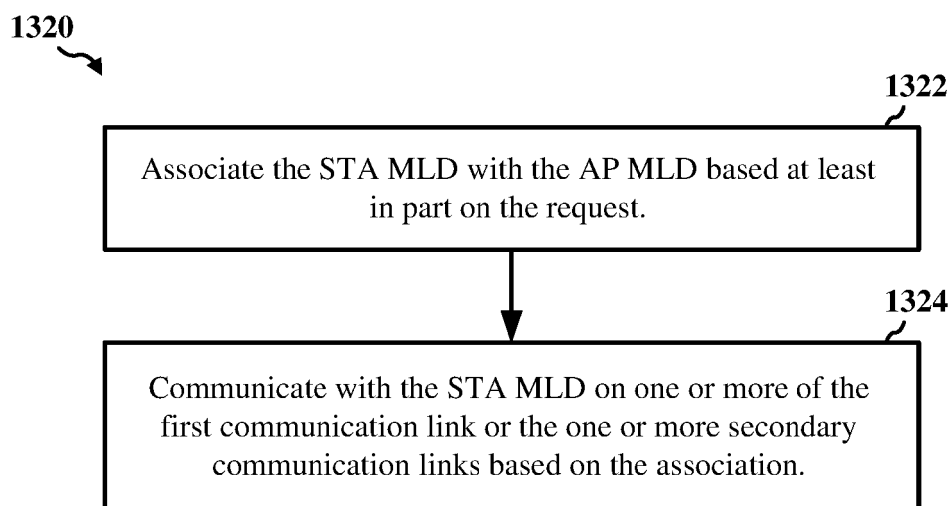 1320
1322
Associate the STA MLD with the AP MLD based at least
in part on the request.
1324
Communicate with the STA MLD on one or more of the
first communication link or the one or more secondary
communication links based on the association.